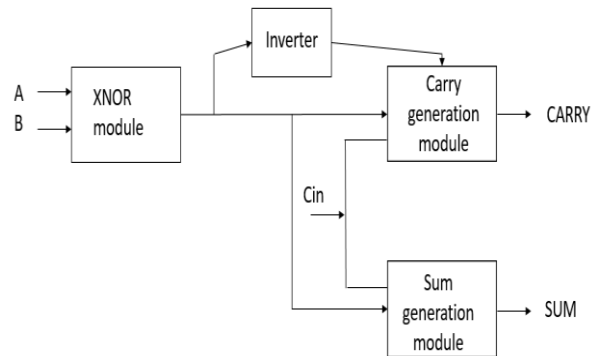 Inverter
A
B
XNOR
module
Carry
generation
module
CARRY
Cin
Sum
generation
module
SUM